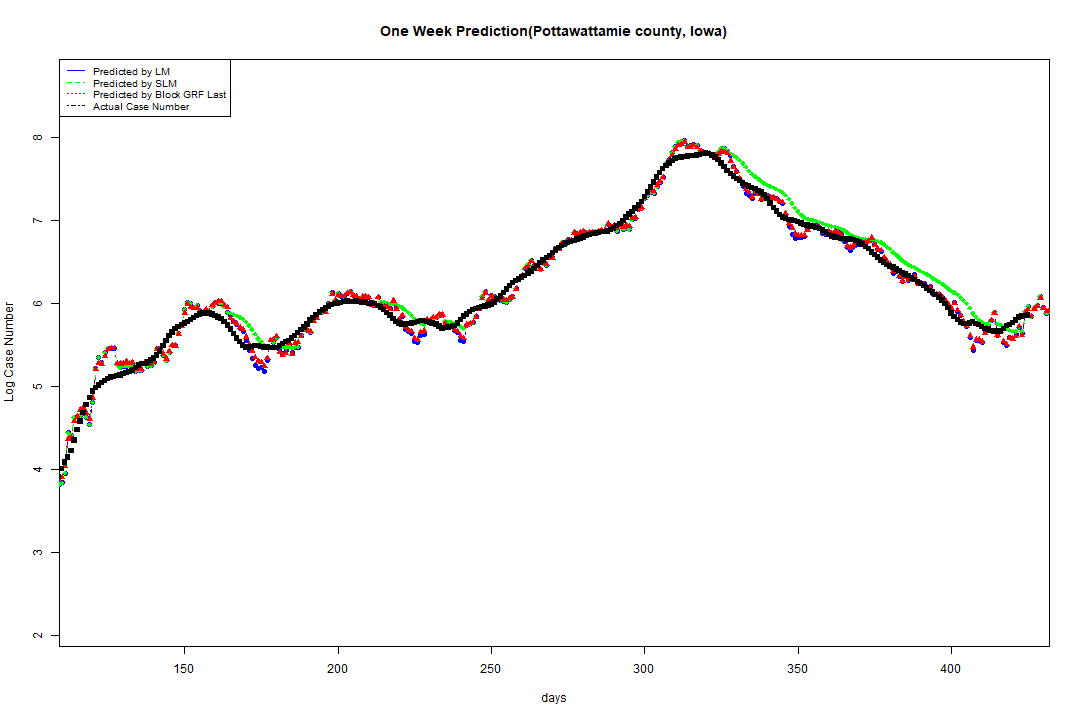 One Week Prediction(Pottawattamie county, Iowa)
Predicted by LM
Predicted by SLM
Predicted by Block GRF Last
Actual Case Number
8
7
6
5
4
3
2
Log Case Number
150 200 250 300 350 400
days